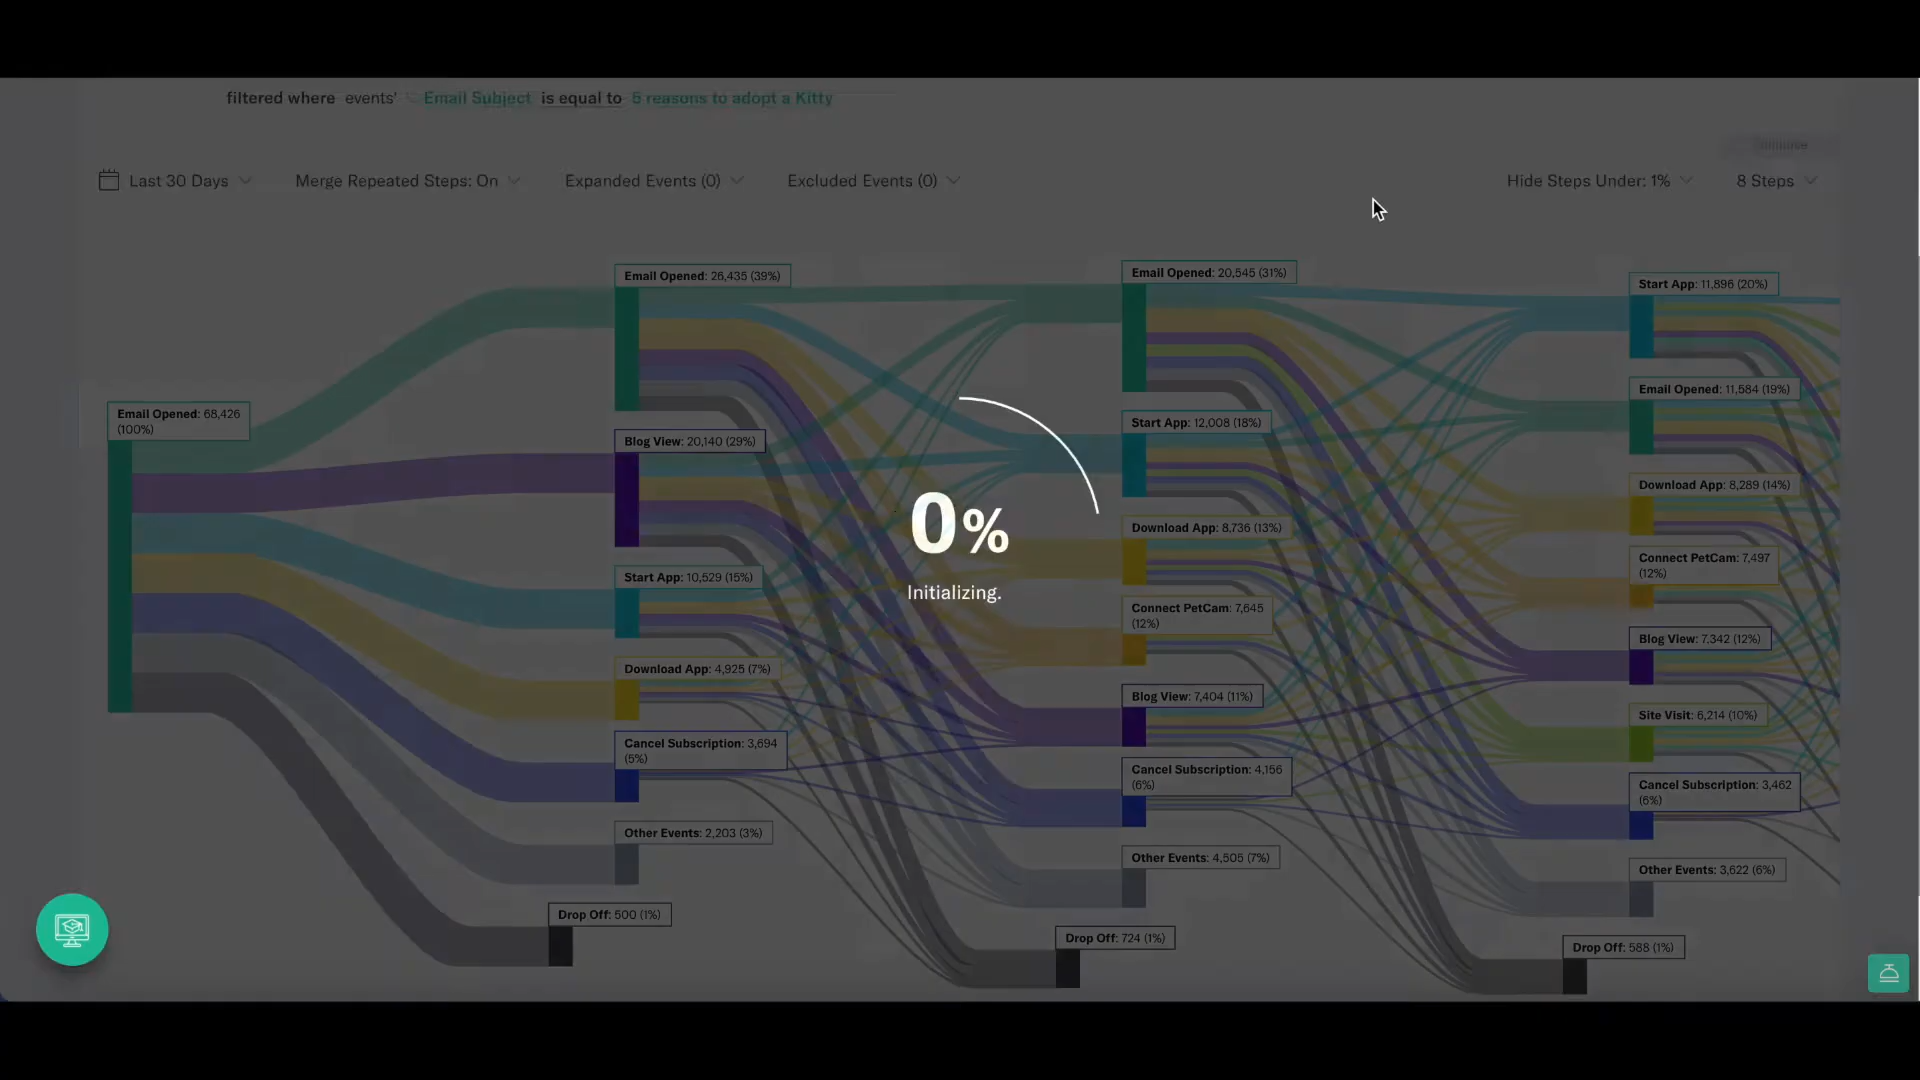 filtered where events' Email Subject is equal to 5 reasons to adopt a Kitty
Last 30 Days Merge Repeated Steps: On Expanded Events (0) Excluded Events (0) Hide Steps Under: 1% 8 Steps
Email Opened: 68,426
(100%)
Email Opened: 26,435 (39%)
Blog View: 20,140 (29%)
Start App: 10,529 (15%)
Download App: 4,925 (7%)
Cancel Subscription: 3,694
(5%)
Other Events: 2,203 (3%)
Drop Off: 500 (1%)
0%
Initializing.
Email Opened: 20,545 (31%)
Start App: 12,008 (18%)
Download App: 8,736 (13%)
Connect PetCam: 7,645
(12%)
Blog View: 7,404 (11%)
Cancel Subscription: 4,156
(6%)
Other Events: 4,505 (7%)
Drop Off: 724 (1%)
Start App: 11,896 (20%)
Email Opened: 11,584 (19%)
Download App: 8,289 (14%)
Connect PetCam: 7,497
(12%)
Blog View: 7,342 (12%)
Site Visit: 6,214 (10%)
Cancel Subscription: 3,462
(6%)
Other Events: 3,622 (6%)
Drop Off: 588 (1%)